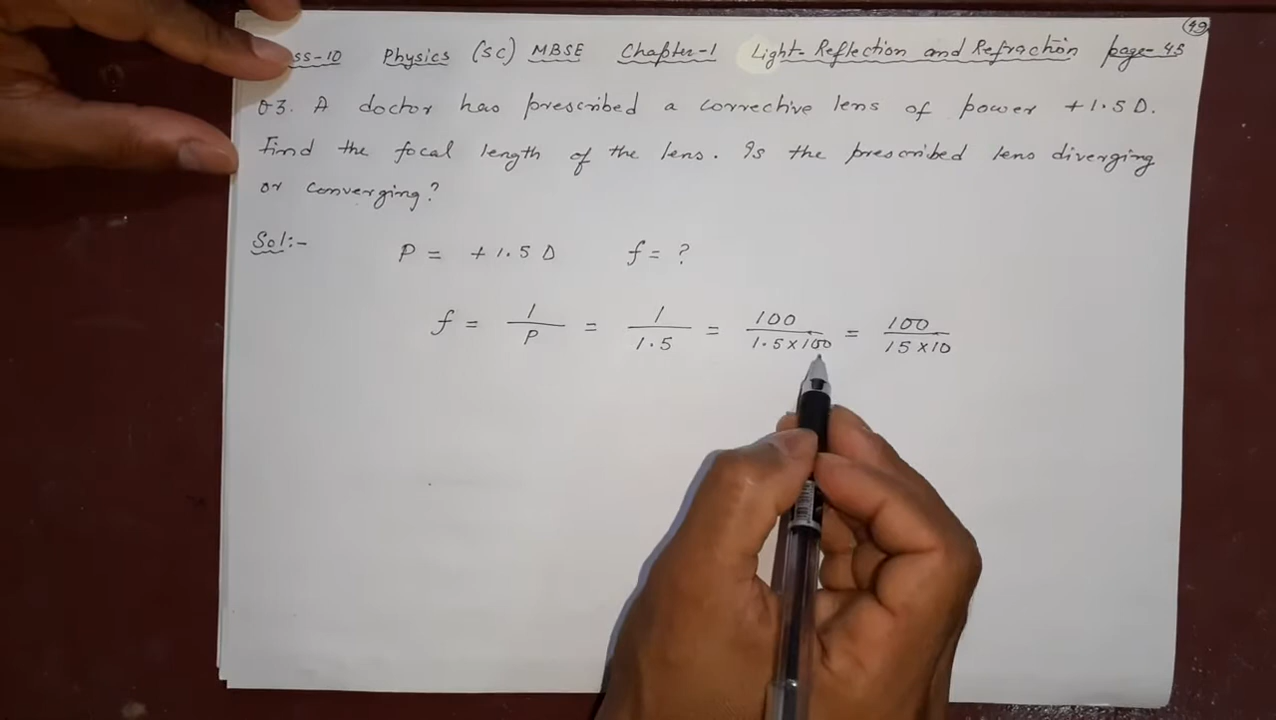 49
ss-10 Physics (SC) MBSE Chapter-1 Light-Reflection and Refraction page-45
Q3. A doctor has prescribed a corrective lens of power +1.5 D.
Find the focal length of the lens. Is the prescribed lens diverging
or converging?
Sol:-
P = +1.5 D f = ?
f = 1/P = 1/1.5 = 100/1.5×100 = 100/15×10